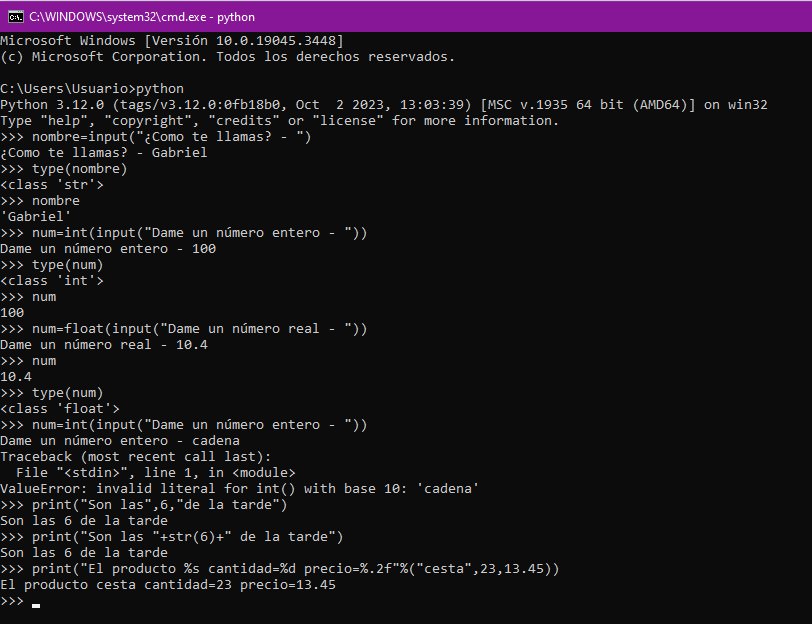 C:\WINDOWS\system32\cmd.exe - python
Microsoft Windows [Versión 10.0.19045.3448]
(c) Microsoft Corporation. Todos los derechos reservados.
C:\Users\Usuario>python
Python 3.12.0 (tags/v3.12.0:0fb18b0, Oct  2 2023, 13:03:39) [MSC v.1935 64 bit (AMD64)] on win32
Type "help", "copyright", "credits" or "license" for more information.
>>> nombre=input("¿Como te llamas? - ")
¿Como te llamas? - Gabriel
>>> type(nombre)
<class 'str'>
>>> nombre
'Gabriel'
>>> num=int(input("Dame un número entero - "))
Dame un número entero - 100
>>> type(num)
<class 'int'>
>>> num
100
>>> num=float(input("Dame un número real - "))
Dame un número real - 10.4
>>> num
10.4
>>> type(num)
<class 'float'>
>>> num=int(input("Dame un número entero - "))
Dame un número entero - cadena
Traceback (most recent call last):
  File "<stdin>", line 1, in <module>
ValueError: invalid literal for int() with base 10: 'cadena'
>>> print("Son las",6,"de la tarde")
Son las 6 de la tarde
>>> print("Son las "+str(6)+" de la tarde")
Son las 6 de la tarde
>>> print("El producto %s cantidad=%d precio=%.2f"%("cesta",23,13.45))
El producto cesta cantidad=23 precio=13.45
>>>